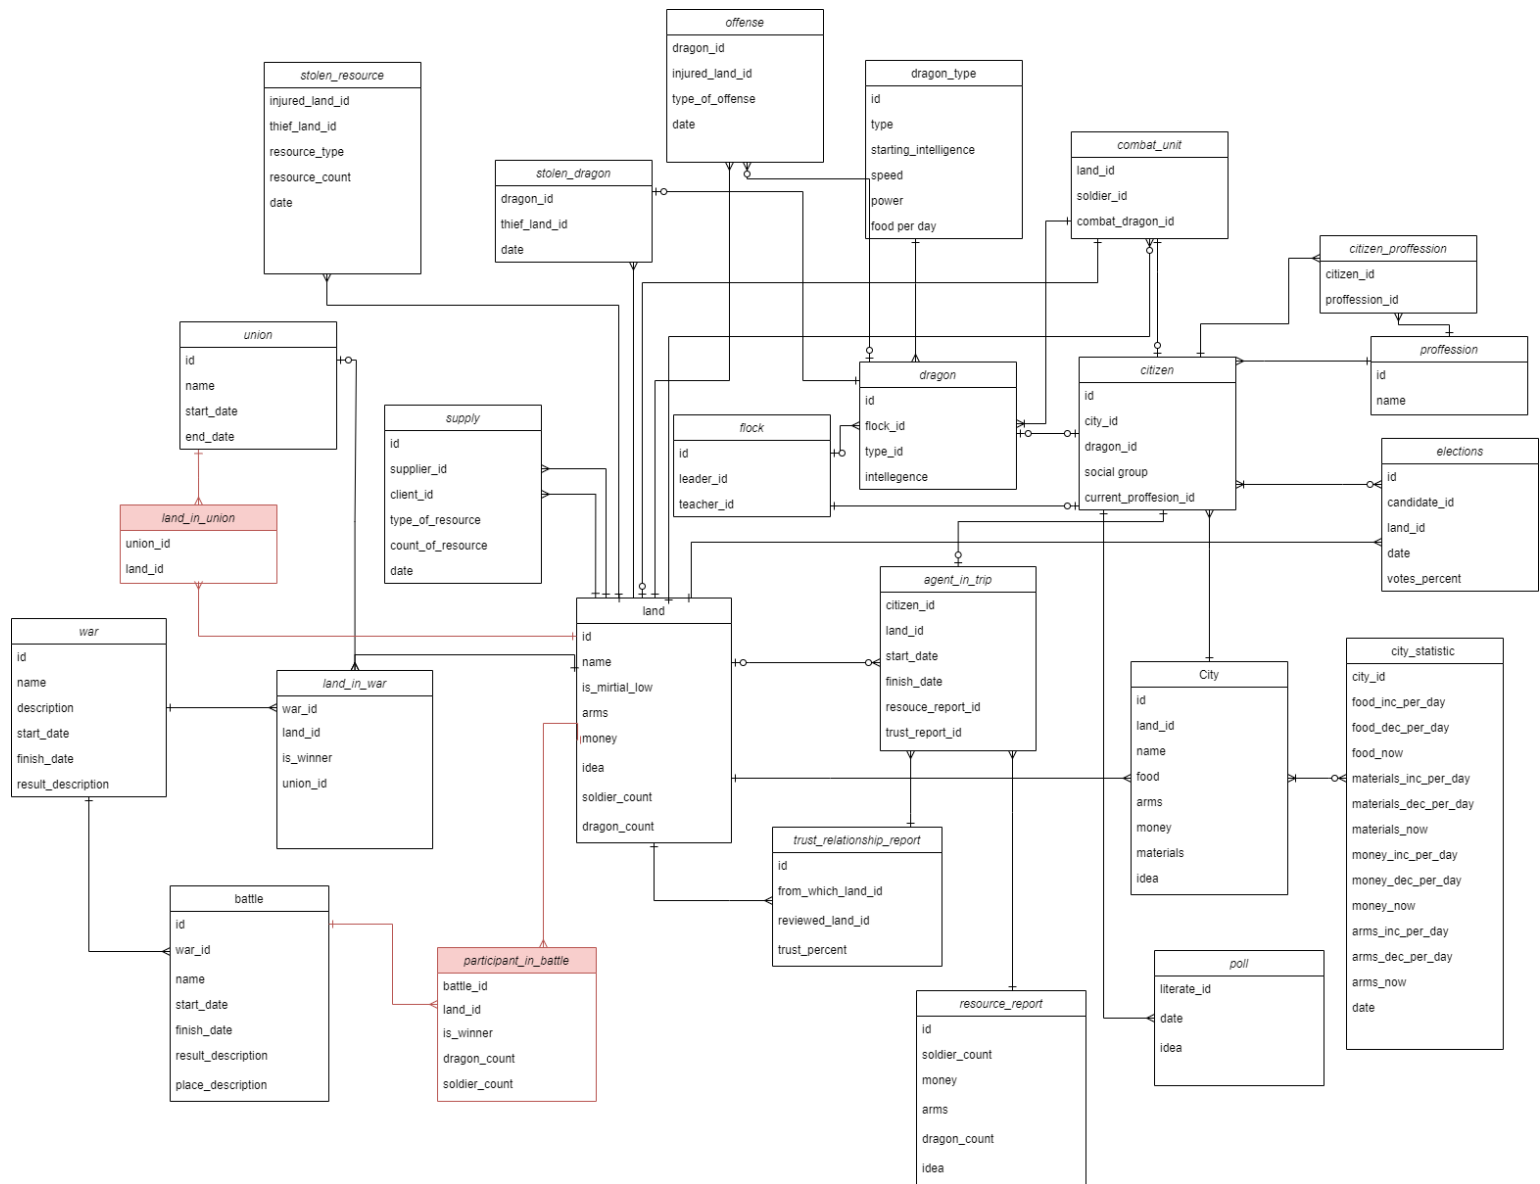 offense
dragon_id
injured_land_id
type_of_offense
date
stolen_resource
injured_land_id
thief_land_id
resource_type
resource_count
date
dragon_type
id
type
starting_intelligence
speed
power
food per day
combat_unit
land_id
soldier_id
combat_dragon_id
stolen_dragon
dragon_id
thief_land_id
date
citizen_proffession
citizen_id
proffession_id
union
id
name
start_date
end_date
proffession
id
name
dragon
id
flock_id
type_id
intellegence
citizen
id
city_id
dragon_id
social group
current_proffesion_id
supply
id
supplier_id
client_id
type_of_resource
count_of_resource
date
flock
id
leader_id
teacher_id
elections
id
candidate_id
land_id
date
votes_percent
land_in_union
union_id
land_id
agent_in_trip
citizen_id
land_id
start_date
finish_date
resouce_report_id
trust_report_id
land
id
name
is_mirtial_low
arms
money
idea
soldier_count
dragon_count
war
id
name
description
start_date
finish_date
result_description
land_in_war
war_id
land_id
is_winner
union_id
City
id
land_id
name
food
arms
money
materials
idea
city_statistic
city_id
food_inc_per_day
food_dec_per_day
food_now
materials_inc_per_day
materials_dec_per_day
materials_now
money_inc_per_day
money_dec_per_day
money_now
arms_inc_per_day
arms_dec_per_day
arms_now
date
trust_relationship_report
id
from_which_land_id
reviewed_land_id
trust_percent
battle
id
war_id
name
start_date
finish_date
result_description
place_description
participant_in_battle
battle_id
land_id
is_winner
dragon_count
soldier_count
poll
literate_id
date
idea
resource_report
id
soldier_count
money
arms
dragon_count
idea